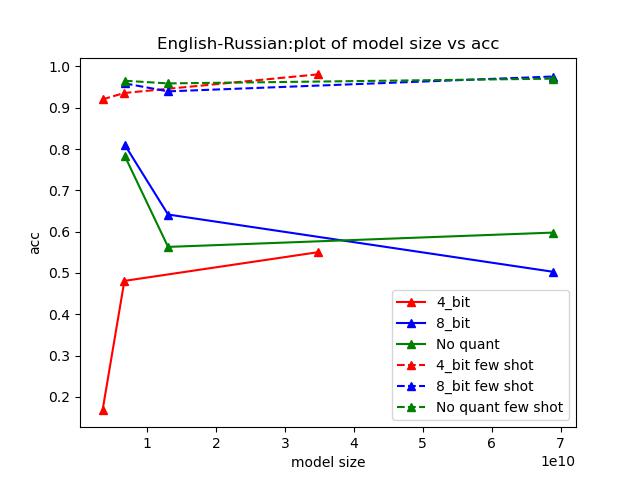 English-Russian:plot of model size vs acc
1.0
0.9
0.8
0.7
0.6
0.5
0.4
0.3
0.2
acc
4_bit
8_bit
No quant
4_bit few shot
8_bit few shot
No quant few shot
1 2 3 4 5 6 7
1e10
model size